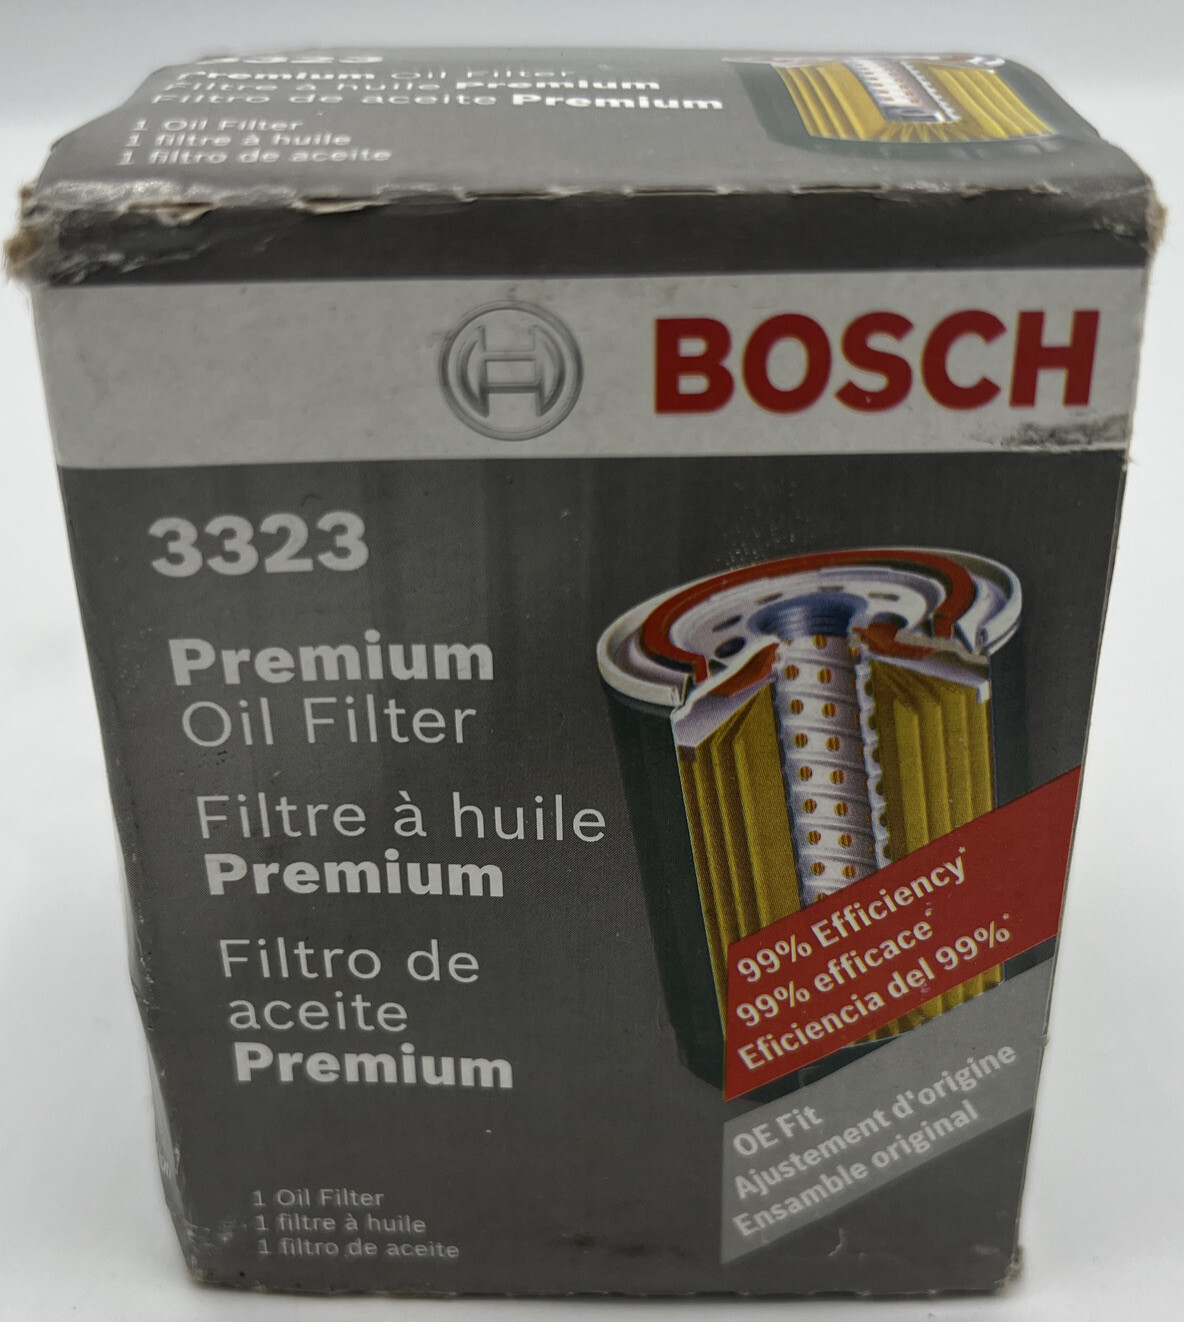 3323
Premium Oil Filter
Filtre à huile Premium
Filtro de aceite Premium
1 Oil Filter
1 filtre à huile
1 filtro de aceite
BOSCH
3323
Premium
Oil Filter
Filtre à huile
Premium
Filtro de
aceite
Premium
99% Efficiency*
99% efficace*
Eficiencia del 99%*
OE Fit
Ajustement d'origine
Ensamble original
1 Oil Filter
1 filtre à huile
1 filtro de aceite